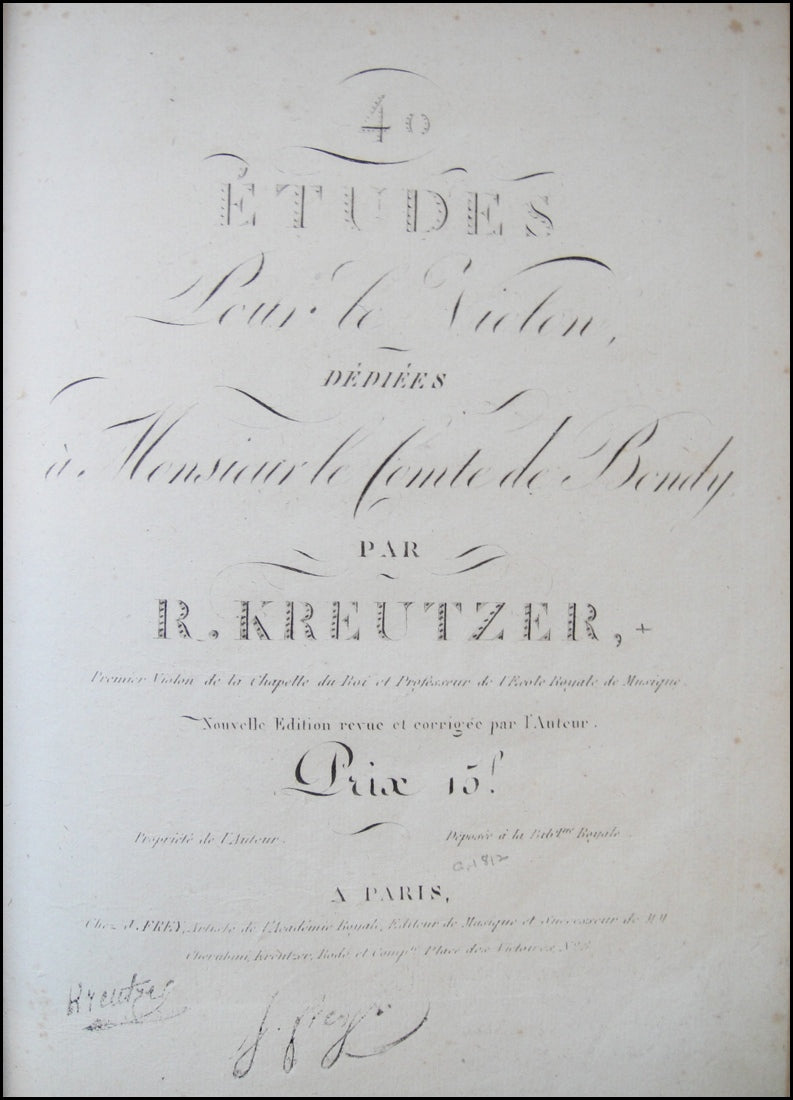 40
ÉTUDES
Pour le Violon,
DÉDIÉES
à Monsieur le Comte de Bondy,
PAR
R. KREUTZER, +
Premier Violon de la Chapelle du Roi et Professeur de l'Ecole Royale de Musique.
Nouvelle Edition revue et corrigée par l'Auteur.
Prix 15f.
Propriété de l'Auteur.
Déposée à la Bibl.que Royale.
A PARIS,
Chez J. FREY, Artiste de l'Académie Royale, Editeur de Musique et Successeur de MM
Cherubini, Kreutzer, Rode et Comp.ie Place des Victoires, No. 8
Kreutzer
J. frey